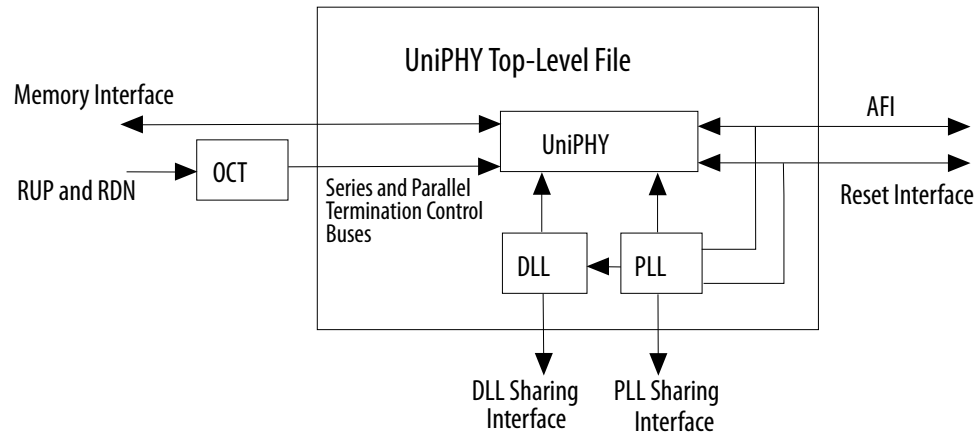 UniPHY Top-Level File
Memory Interface
AFI
UniPHY
OCT
RUP and RDN
Series and Parallel
Termination Control
Buses
Reset Interface
DLL
PLL
DLL Sharing
Interface
PLL Sharing
Interface